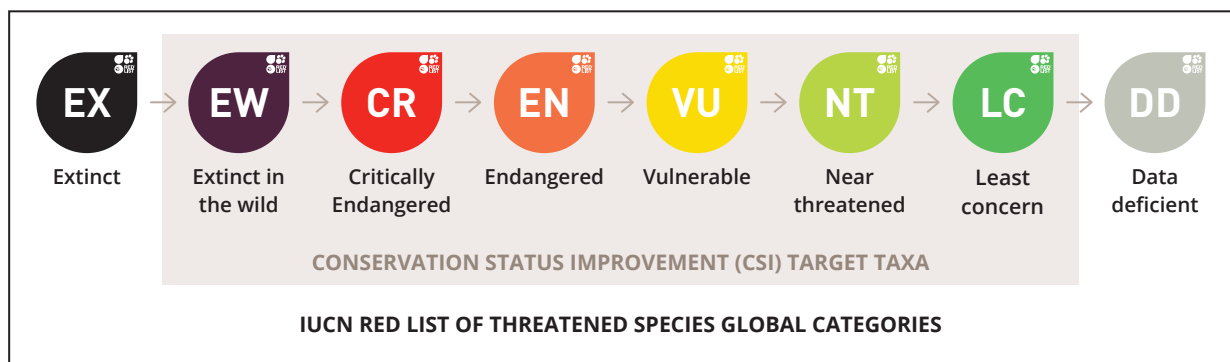 EX EW CR EN VU NT LC DD
Extinct Extinct in Critically Endangered Vulnerable Near Least Data
the wild Endangered threatened concern deficient
CONSERVATION STATUS IMPROVEMENT (CSI) TARGET TAXA
IUCN RED LIST OF THREATENED SPECIES GLOBAL CATEGORIES